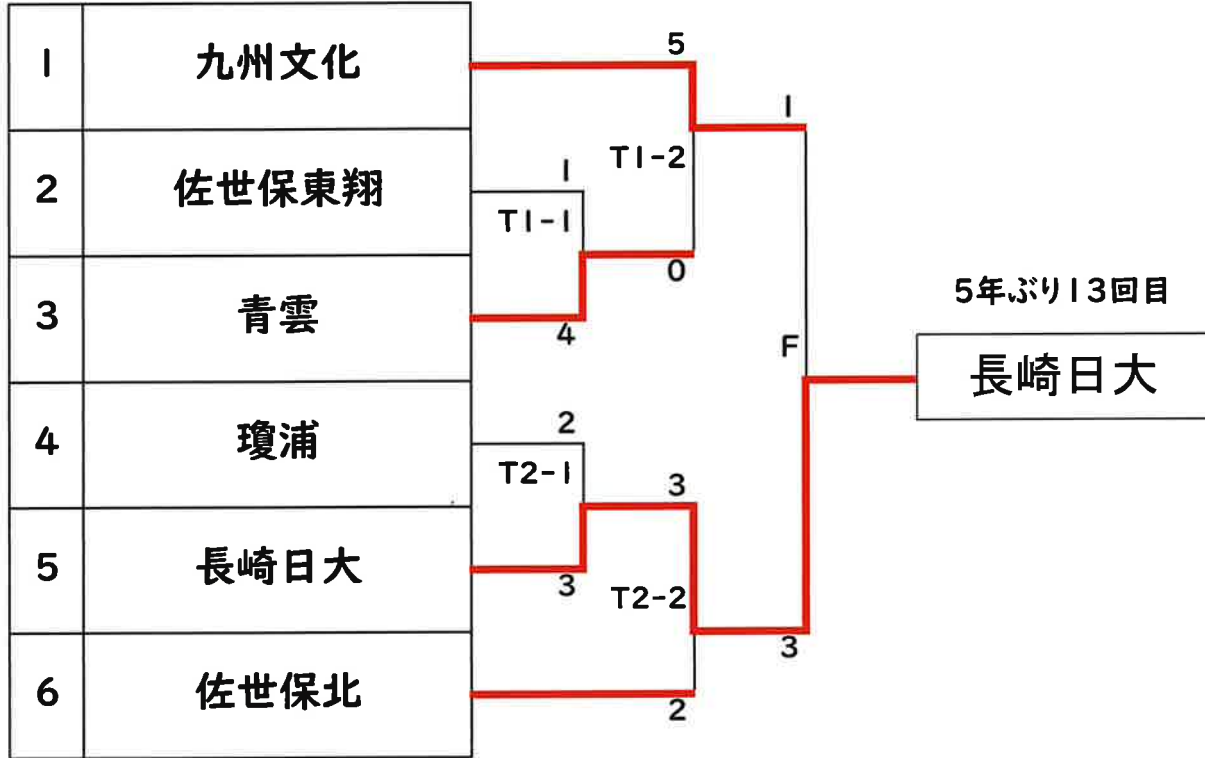 1 九州文化
2 佐世保東翔
3 青雲
4 瓊浦
5 長崎日大
6 佐世保北
5
1
T1-2
1
T1-1
0
4
5年ぶり13回目
F
長崎日大
2
T2-1
3
3
T2-2
3
2